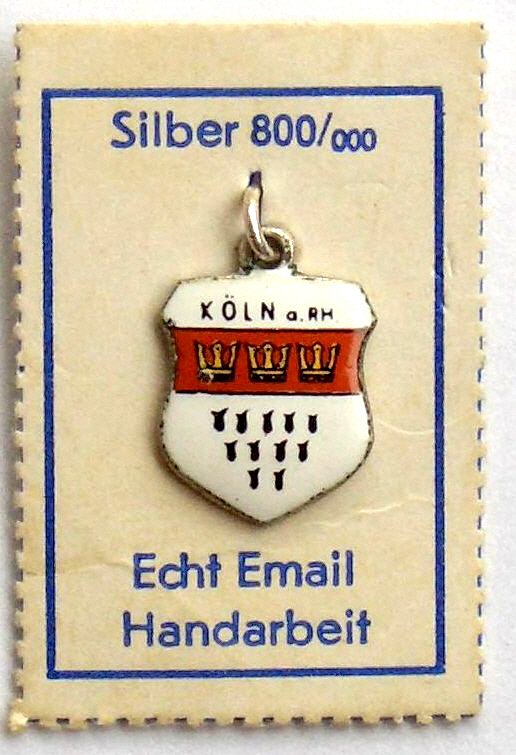 Silber 800/000
KÖLN a.RH.
Echt Email
Handarbeit